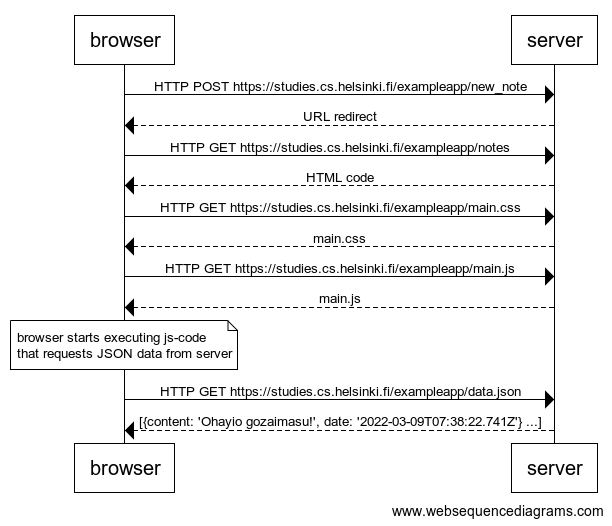 browser server
HTTP POST https://studies.cs.helsinki.fi/exampleapp/new_note
URL redirect
HTTP GET https://studies.cs.helsinki.fi/exampleapp/notes
HTML code
HTTP GET https://studies.cs.helsinki.fi/exampleapp/main.css
main.css
HTTP GET https://studies.cs.helsinki.fi/exampleapp/main.js
main.js
browser starts executing js-code
that requests JSON data from server
HTTP GET https://studies.cs.helsinki.fi/exampleapp/data.json
[{content: 'Ohayio gozaimasu!', date: '2022-03-09T07:38:22.741Z'} ...]
browser server
www.websequencediagrams.com